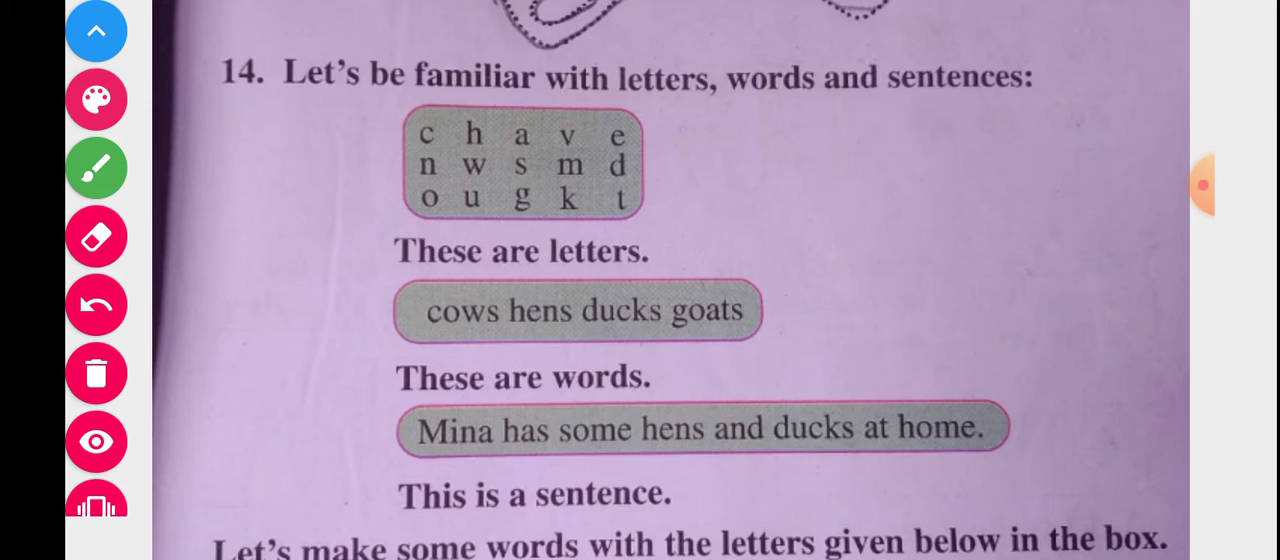 14. Let's be familiar with letters, words and sentences:
c h a v e
n w s m d
o u g k t
These are letters.
cows hens ducks goats
These are words.
Mina has some hens and ducks at home.
This is a sentence.
Let's make some words with the letters given below in the box.